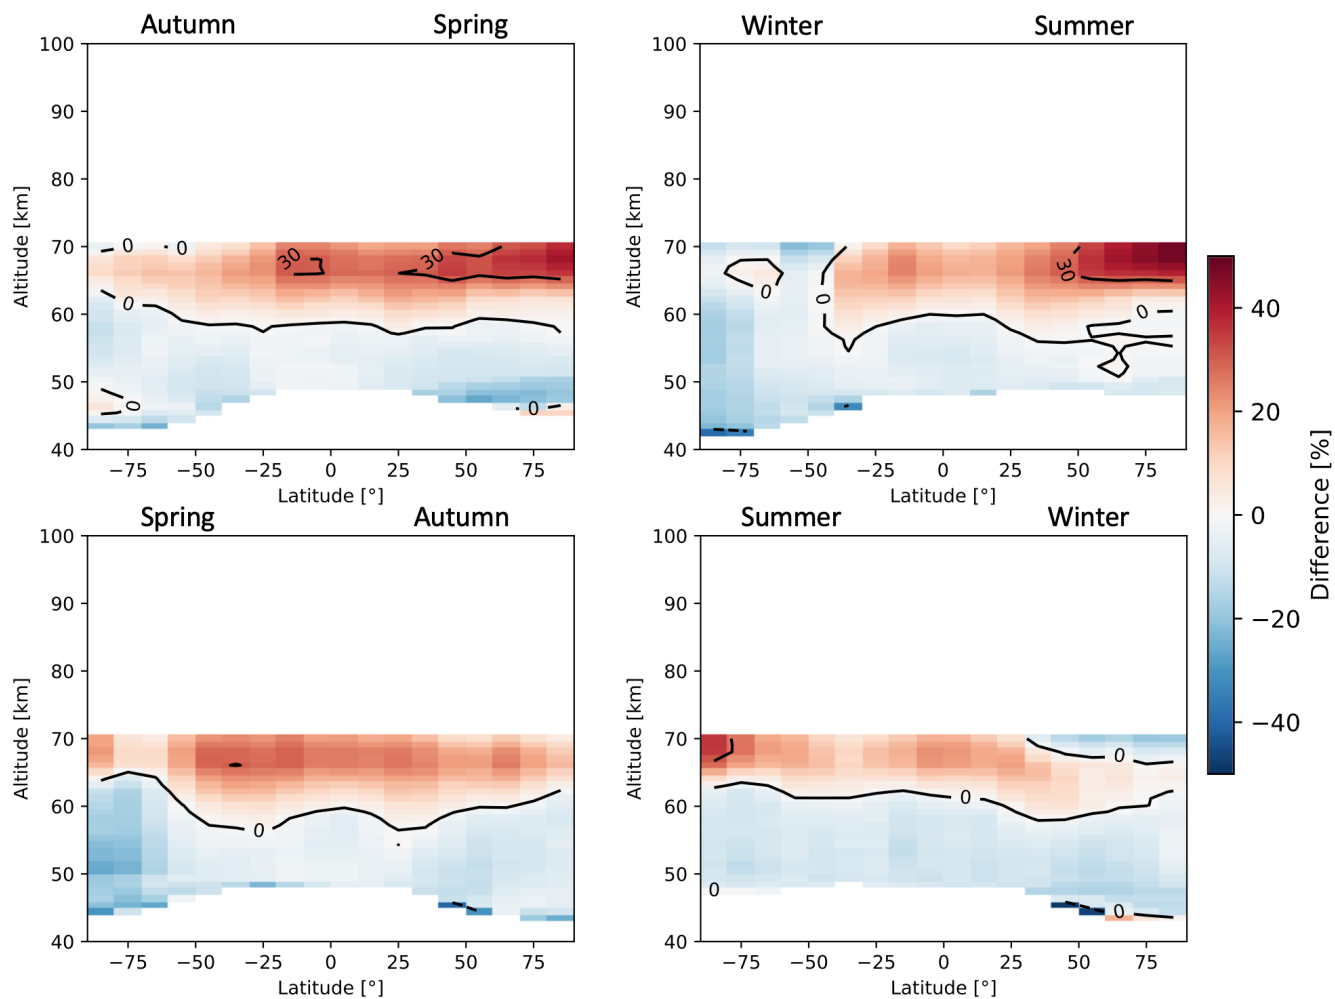 Autumn Spring
100
90
80
70
60
50
40
Altitude [km]
0 0 30 30 0 0 0
−75 −50 −25 0 25 50 75
Latitude [°]
Winter Summer
100
90
80
70
60
50
40
Altitude [km]
0 0 30 0
−75 −50 −25 0 25 50 75
Latitude [°]
Spring Autumn
100
90
80
70
60
50
40
Altitude [km]
0
−75 −50 −25 0 25 50 75
Latitude [°]
Summer Winter
100
90
80
70
60
50
40
Altitude [km]
0 0 0 0
−75 −50 −25 0 25 50 75
Latitude [°]
40
20
0
−20
−40
Difference [%]